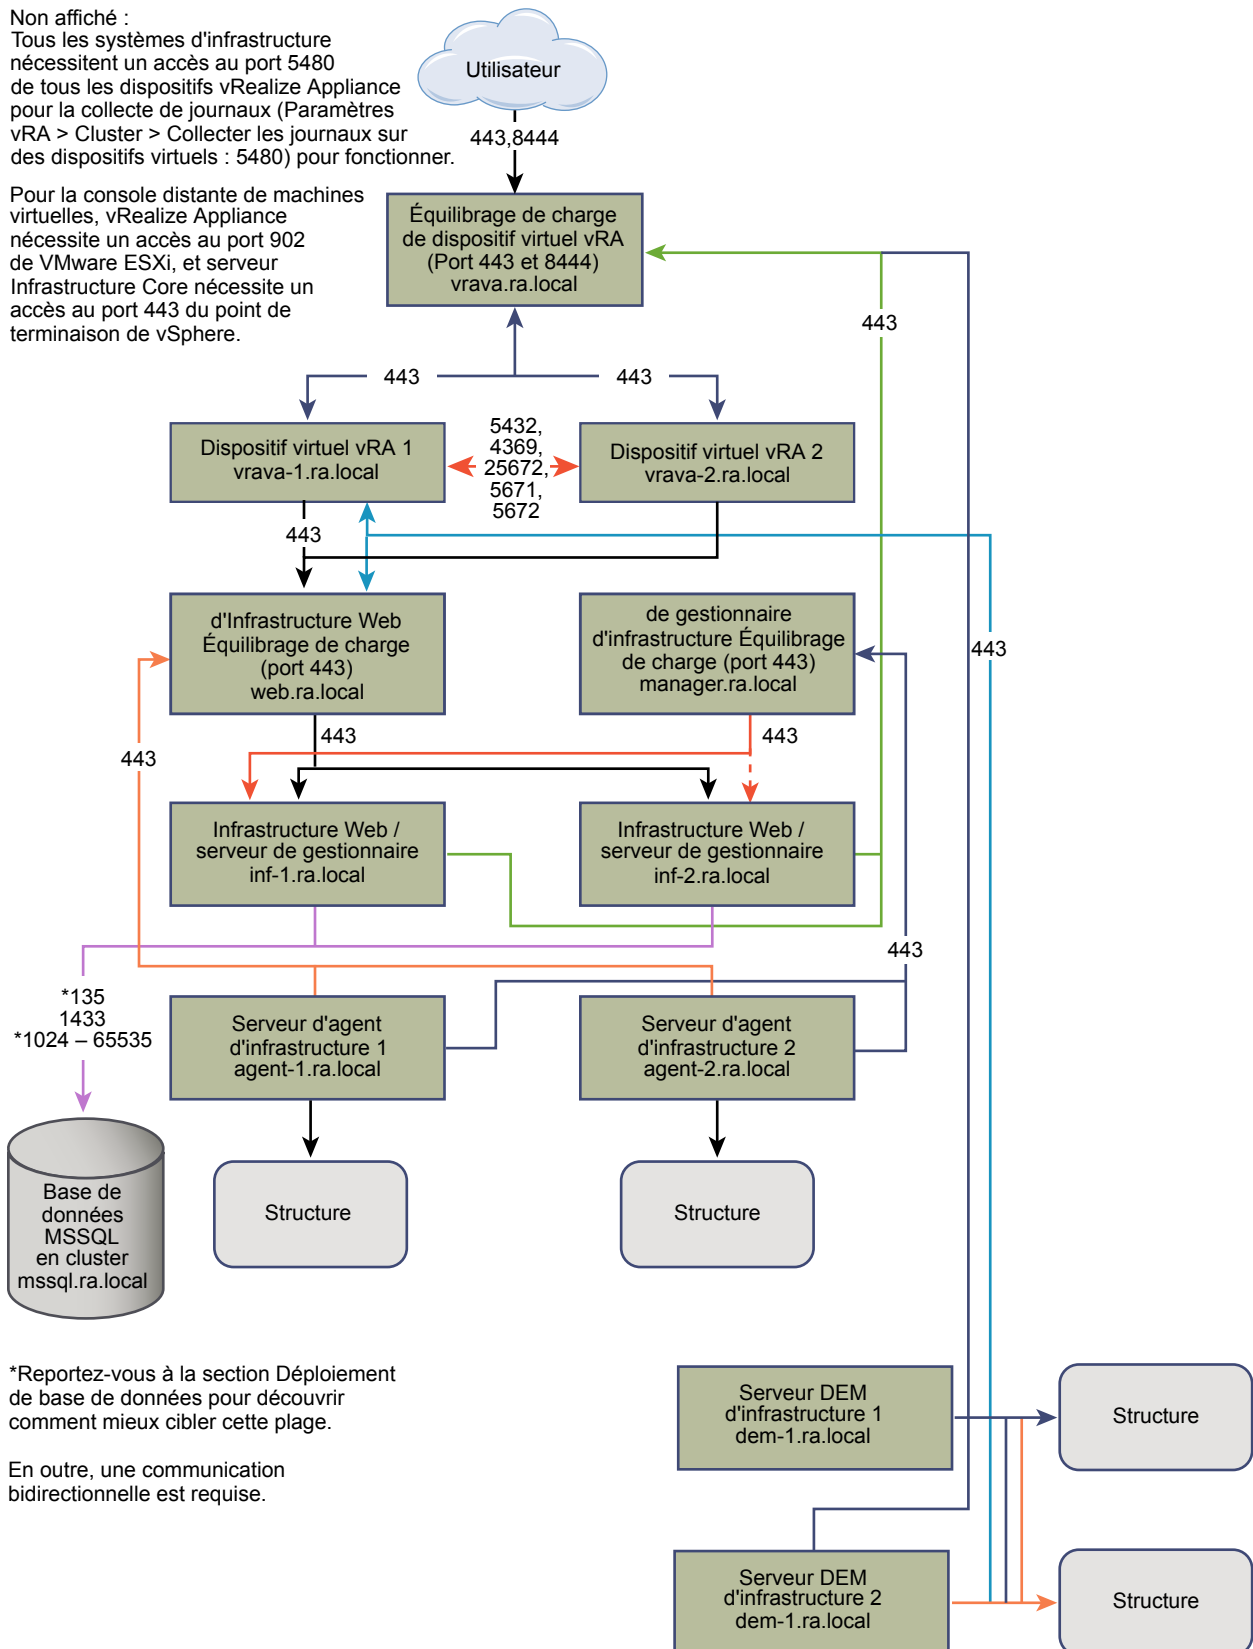 Non affiché :
Tous les systèmes d'infrastructure
nécessitent un accès au port 5480
de tous les dispositifs vRealize Appliance
pour la collecte de journaux (Paramètres
vRA > Cluster > Collecter les journaux sur
des dispositifs virtuels : 5480) pour fonctionner.
Pour la console distante de machines
virtuelles, vRealize Appliance
nécessite un accès au port 902
de VMware ESXi, et serveur
Infrastructure Core nécessite un
accès au port 443 du point de
terminaison de vSphere.
Utilisateur
443,8444
Équilibrage de charge
de dispositif virtuel vRA
(Port 443 et 8444)
vrava.ra.local
443
443
443
Dispositif virtuel vRA 1
vrava-1.ra.local
5432,
4369,
25672,
5671,
5672
Dispositif virtuel vRA 2
vrava-2.ra.local
443
d'Infrastructure Web
Équilibrage de charge
(port 443)
web.ra.local
de gestionnaire
d'infrastructure Équilibrage
de charge (port 443)
manager.ra.local
443
443
443
443
Infrastructure Web /
serveur de gestionnaire
inf-1.ra.local
Infrastructure Web /
serveur de gestionnaire
inf-2.ra.local
443
*135
1433
*1024 – 65535
Serveur d'agent
d'infrastructure 1
agent-1.ra.local
Serveur d'agent
d'infrastructure 2
agent-2.ra.local
Base de
données
MSSQL
en cluster
mssql.ra.local
Structure
Structure
*Reportez-vous à la section Déploiement
de base de données pour découvrir
comment mieux cibler cette plage.
En outre, une communication
bidirectionnelle est requise.
Serveur DEM
d'infrastructure 1
dem-1.ra.local
Structure
Serveur DEM
d'infrastructure 2
dem-1.ra.local
Structure